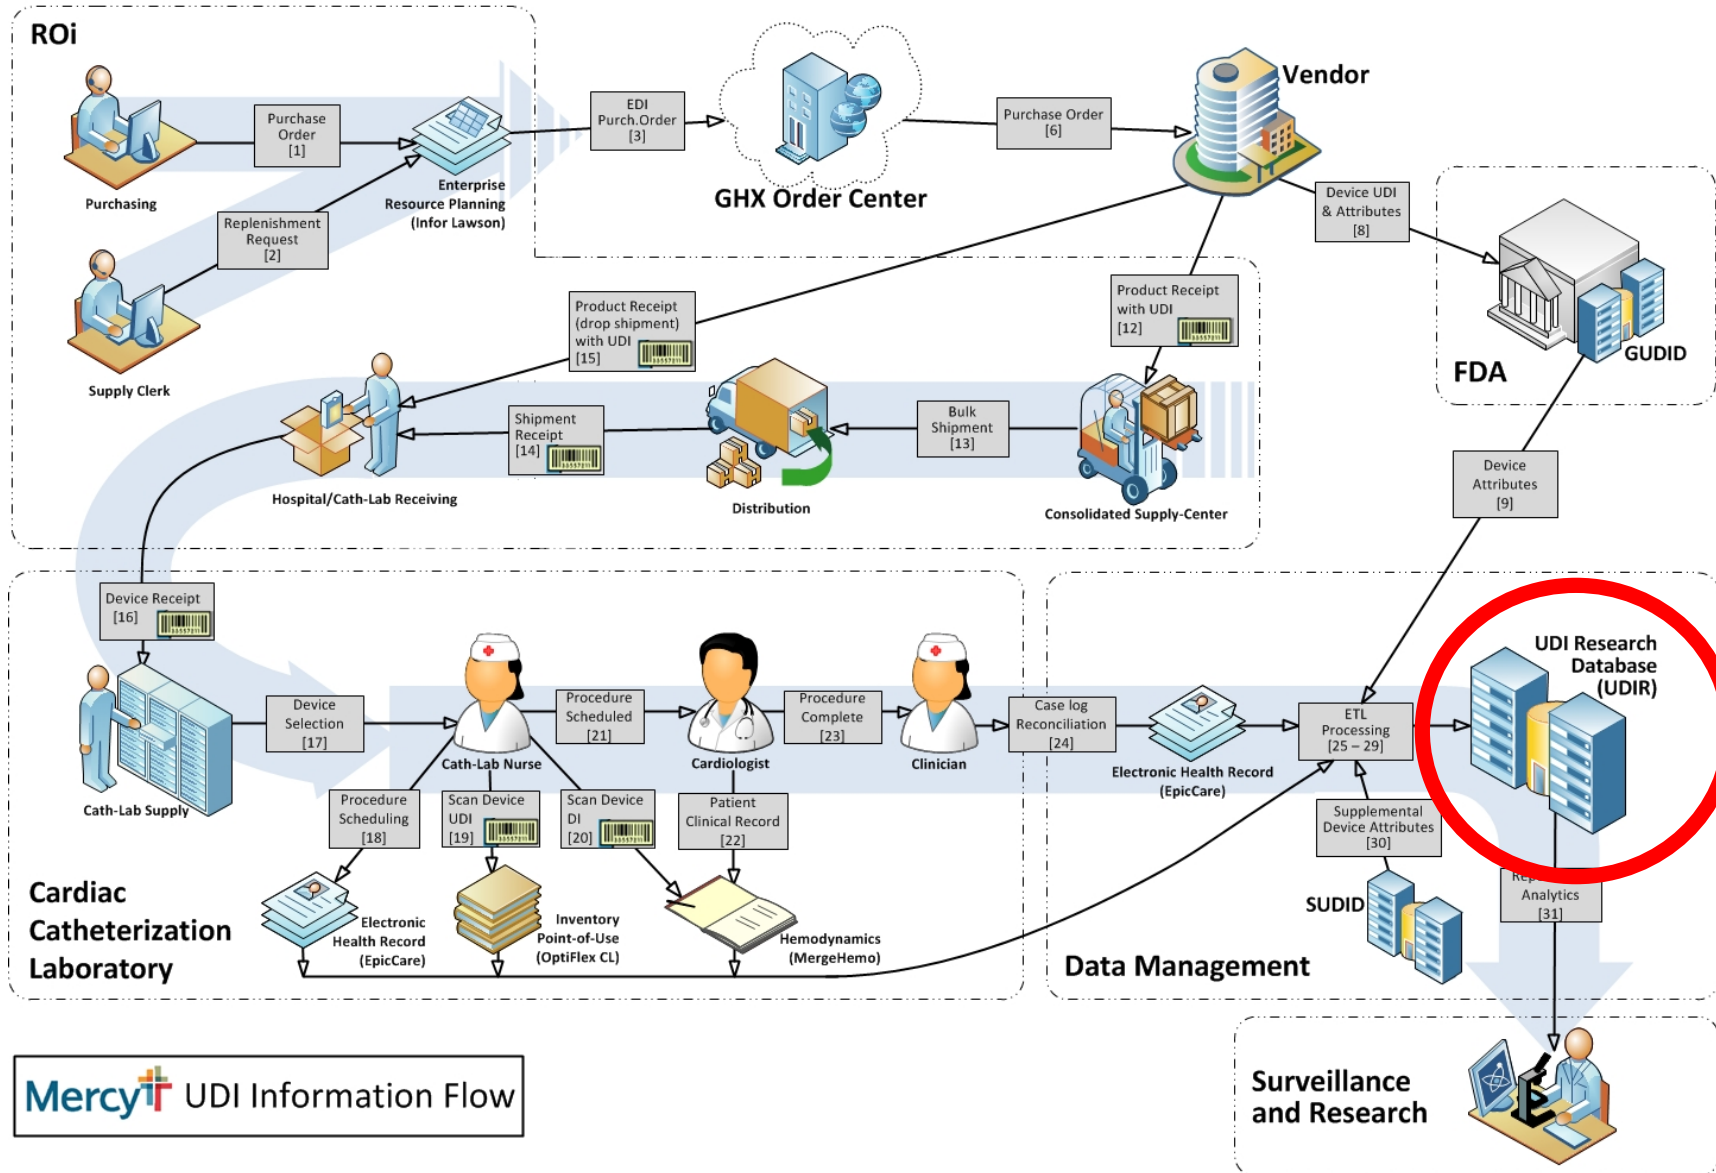 ROi
Purchase
Order
[1]
Purchasing
Enterprise
Resource Planning
(Infor Lawson)
Replenishment
Request
[2]
Supply Clerk
EDI
Purch.Order
[3]
GHX Order Center
Purchase Order
[6]
Vendor
Device UDI
& Attributes
[8]
GUDID
FDA
Product Receipt
(drop shipment)
with UDI
[15]
33557211
Product Receipt
with UDI
[12]
33557211
Shipment
Receipt
[14]
33557211
Bulk
Shipment
[13]
Hospital/Cath-Lab Receiving
Distribution
Consolidated Supply-Center
Device
Attributes
[9]
Device Receipt
[16]
33557211
Cath-Lab Supply
Device
Selection
[17]
Cath-Lab Nurse
Procedure
Scheduled
[21]
Cardiologist
Procedure
Complete
[23]
Clinician
Procedure
Scheduling
[18]
Scan Device
UDI
[19]
33557211
Scan Device
DI
[20]
33557211
Patient
Clinical Record
[22]
Electronic
Health Record
(EpicCare)
Inventory
Point-of-Use
(OptiFlex CL)
Hemodynamics
(MergeHemo)
Cardiac
Catheterization
Laboratory
Case log
Reconciliation
[24]
Electronic Health Record
(EpicCare)
ETL
Processing
[25 – 29]
UDI Research
Database
(UDIR)
Supplemental
Device Attributes
[30]
SUDID
Analytics
[31]
Data Management
Surveillance
and Research
Mercy UDI Information Flow